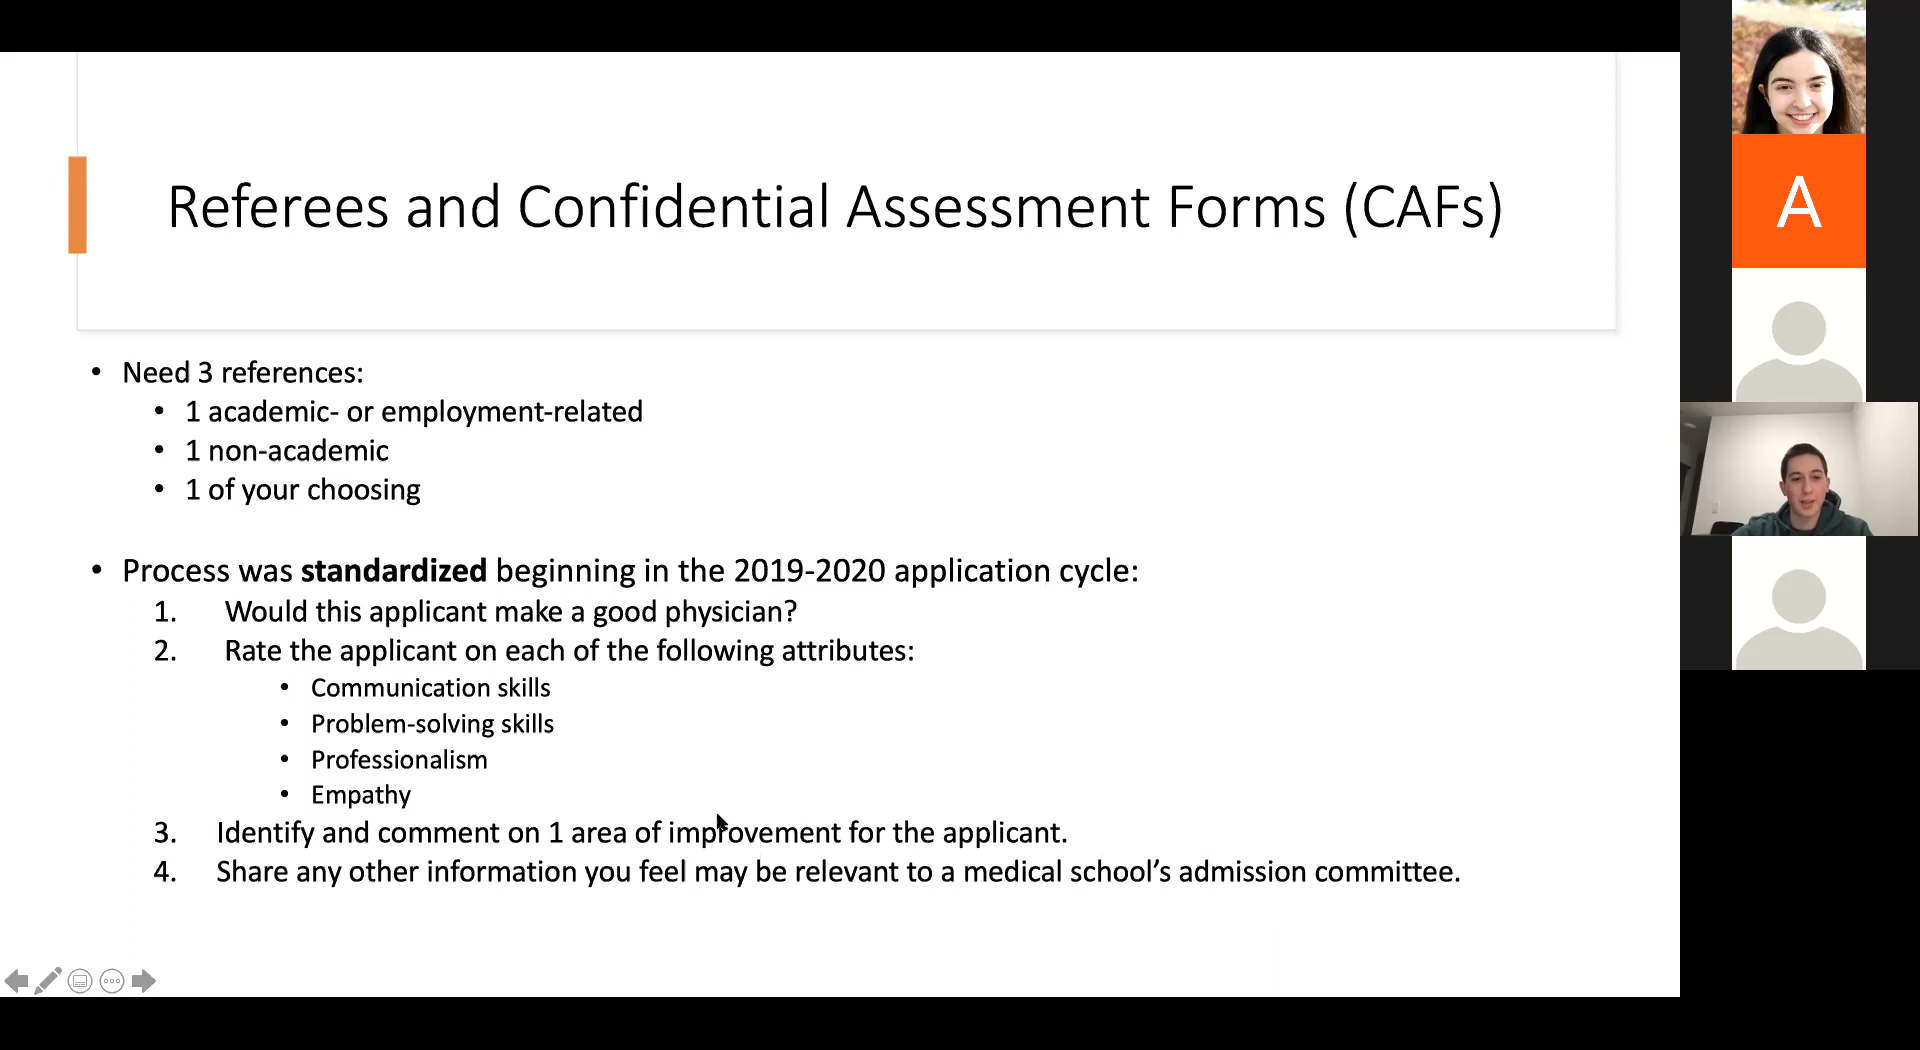 Referees and Confidential Assessment Forms (CAFs)
• Need 3 references:
• 1 academic- or employment-related
• 1 non-academic
• 1 of your choosing
• Process was standardized beginning in the 2019-2020 application cycle:
1. Would this applicant make a good physician?
2. Rate the applicant on each of the following attributes:
• Communication skills
• Problem-solving skills
• Professionalism
• Empathy
3. Identify and comment on 1 area of improvement for the applicant.
4. Share any other information you feel may be relevant to a medical school’s admission committee.
A